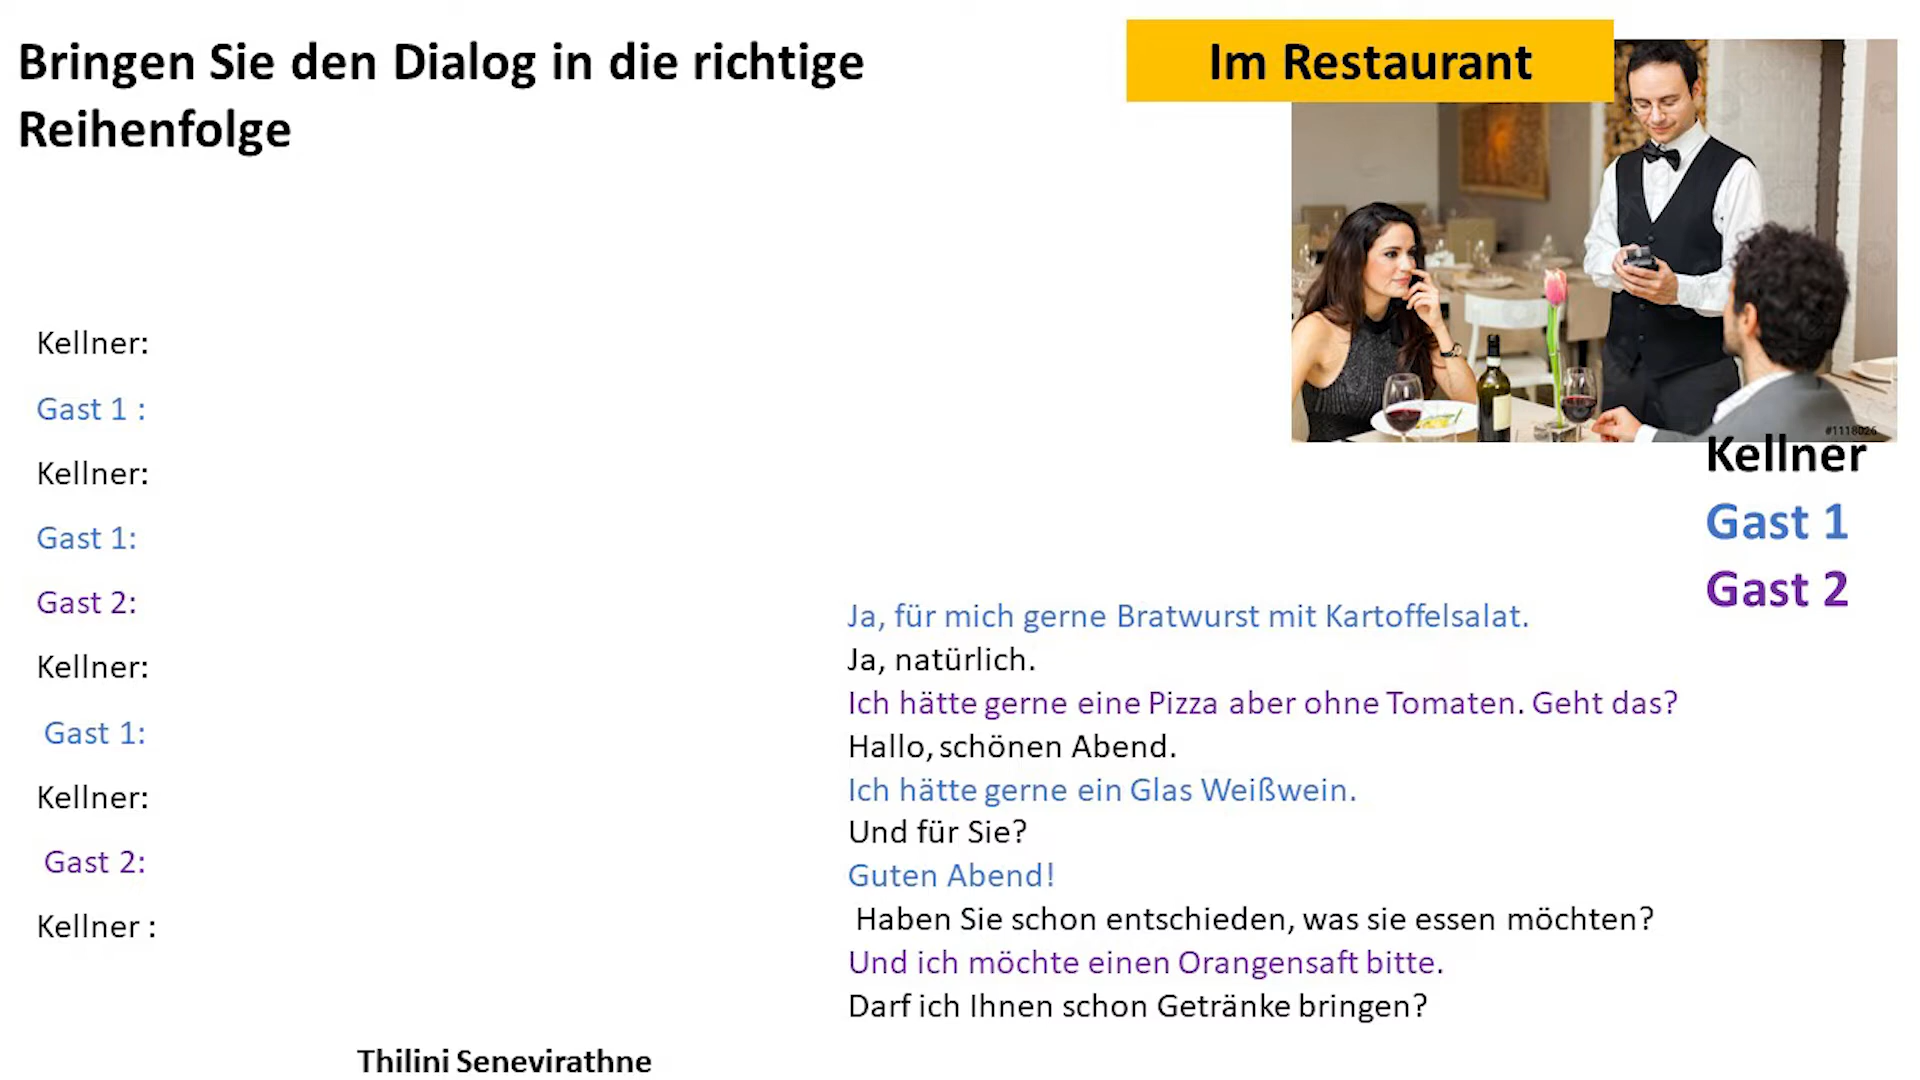 Bringen Sie den Dialog in die richtige
Reihenfolge
Im Restaurant
Kellner:
Gast 1 :
Kellner:
Gast 1:
Gast 2:
Kellner:
Gast 1:
Kellner:
Gast 2:
Kellner :
#1118026
Kellner
Gast 1
Gast 2
Ja, für mich gerne Bratwurst mit Kartoffelsalat.
Ja, natürlich.
Ich hätte gerne eine Pizza aber ohne Tomaten. Geht das?
Hallo, schönen Abend.
Ich hätte gerne ein Glas Weißwein.
Und für Sie?
Guten Abend!
Haben Sie schon entschieden, was sie essen möchten?
Und ich möchte einen Orangensaft bitte.
Darf ich Ihnen schon Getränke bringen?
Thilini Senevirathne